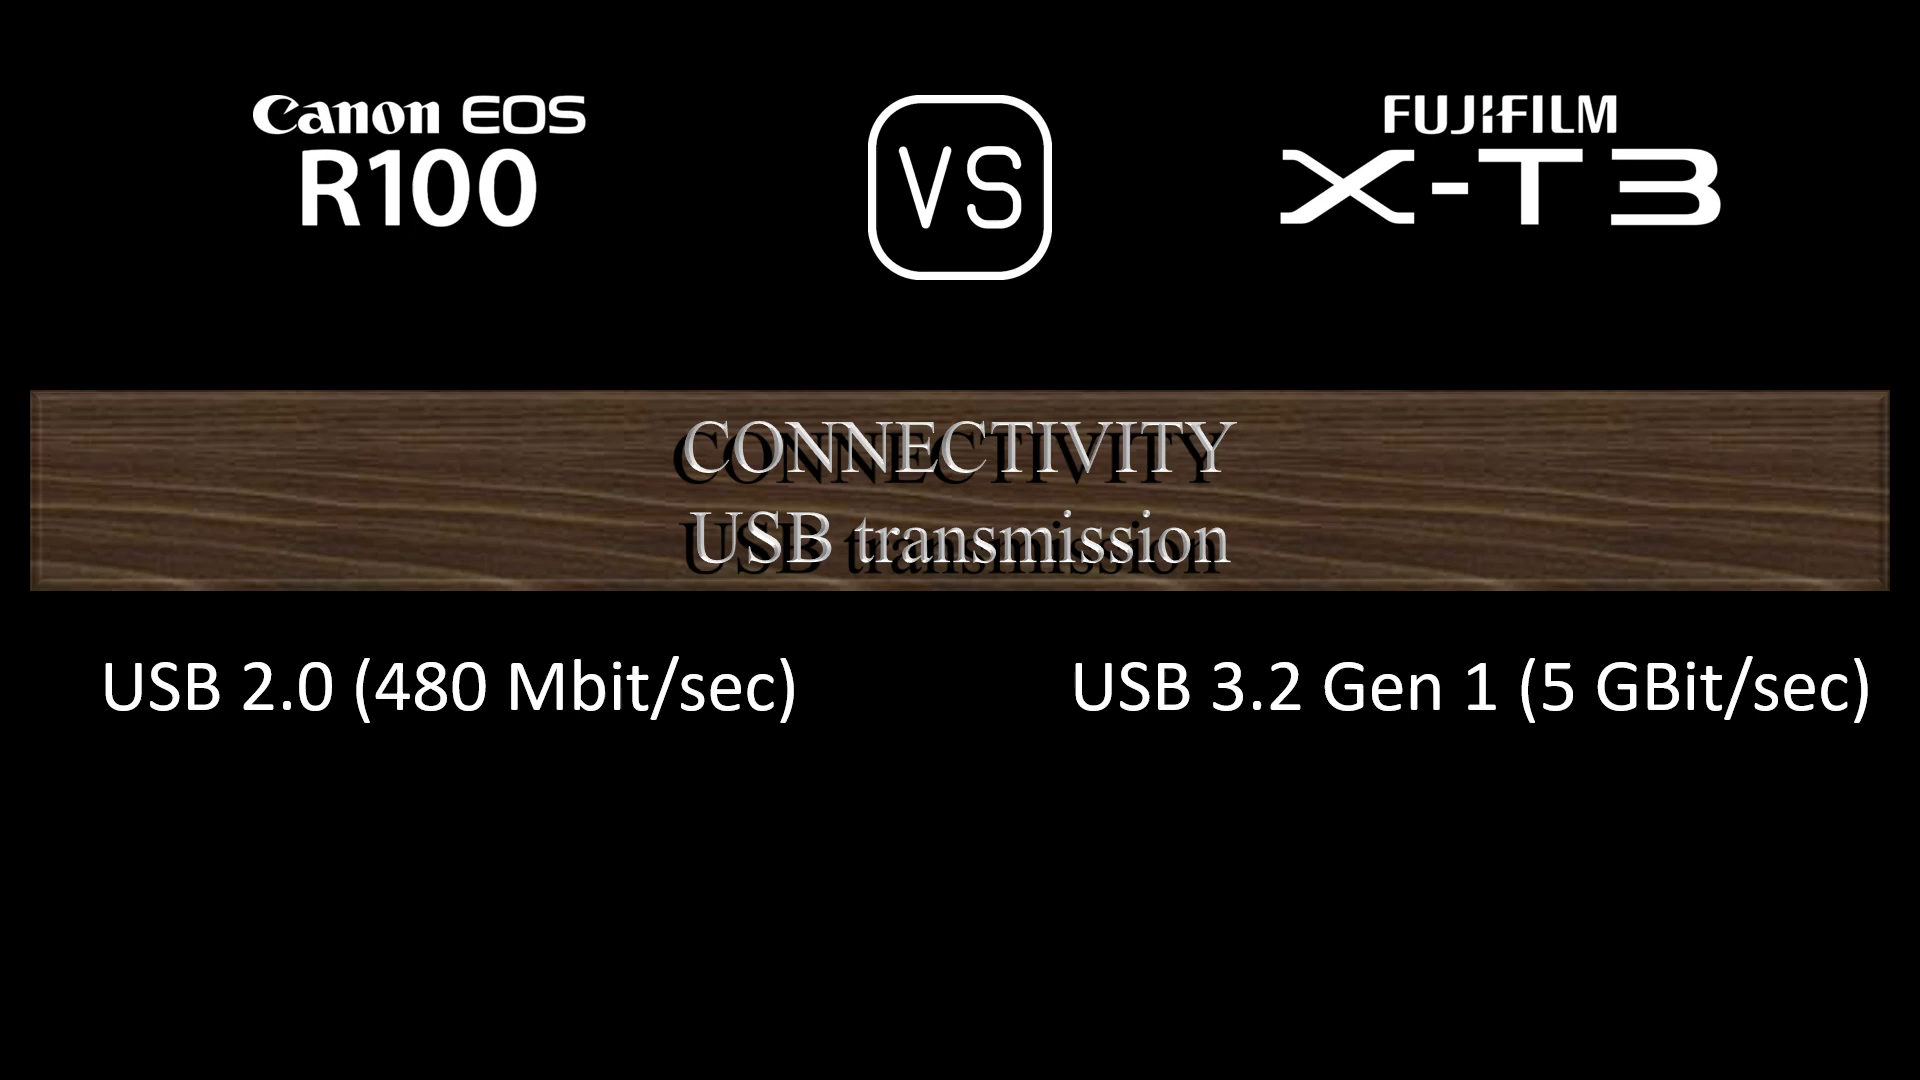 Canon EOS
R100
VS
FUJIFILM
X-T3
CONNECTIVITY
USB transmission
USB 2.0 (480 Mbit/sec)
USB 3.2 Gen 1 (5 GBit/sec)